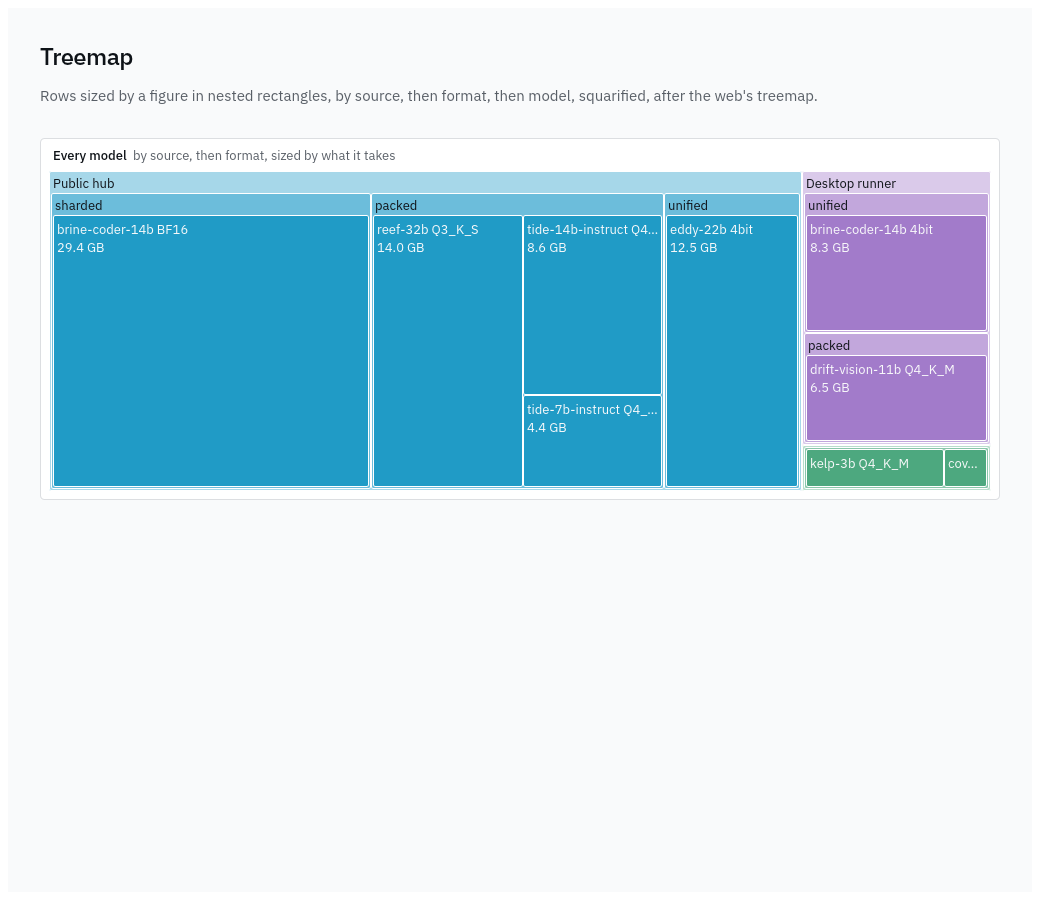 Treemap
Rows sized by a figure in nested rectangles, by source, then format, then model, squarified, after the web's treemap.
Every model by source, then format, sized by what it takes
Public hub
sharded
brine-coder-14b BF16
29.4 GB
packed
reef-32b Q3_K_S
14.0 GB
tide-14b-instruct Q4...
8.6 GB
tide-7b-instruct Q4_...
4.4 GB
unified
eddy-22b 4bit
12.5 GB
Desktop runner
unified
brine-coder-14b 4bit
8.3 GB
packed
drift-vision-11b Q4_K_M
6.5 GB
kelp-3b Q4_K_M
cov...